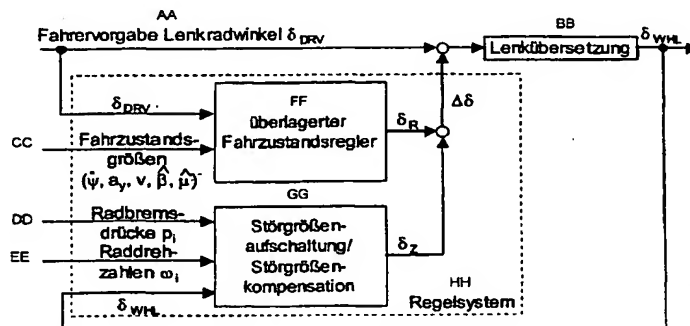 AA
Fahrervorgabe Lenkradwinkel δDRV
BB
Lenkübersetzung
δWHL
δDRV
FF
überlagerter
Fahrzustandsregler
δR
Δδ
CC
Fahrzustands-
größen
(ψ̇, ay, v, β̂, μ̂)
GG
DD
Radbrems-
drücke pi
EE
Raddreh-
zahlen ωi
δWHL
Störgrößen-
aufschaltung/
Störgrößen-
kompensation
δZ
HH
Regelsystem